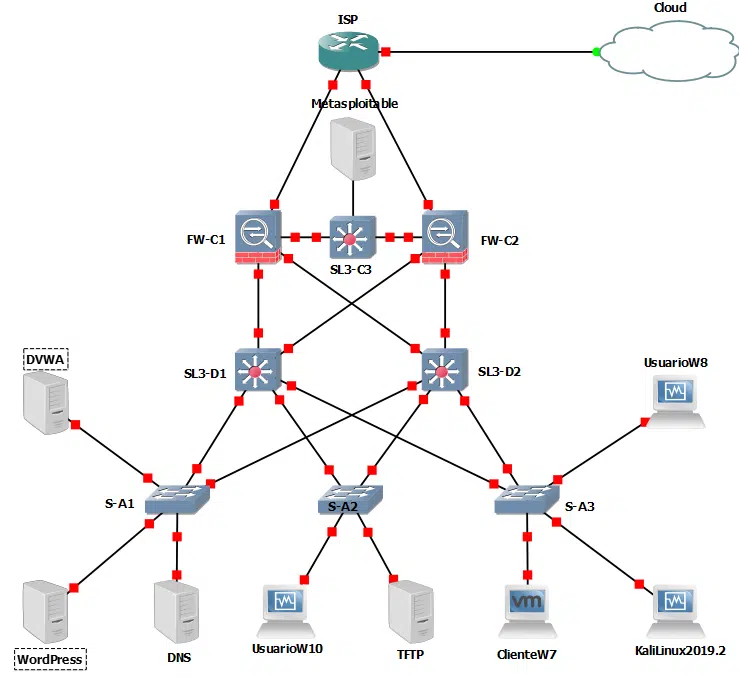 Cloud
ISP
Metasploitable
FW-C1
FW-C2
SL3-C3
DVWA
UsuarioW8
SL3-D1
SL3-D2
S-A1
S-A2
S-A3
vm
WordPress
DNS
UsuarioW10
TFTP
ClienteW7
KaliLinux2019.2